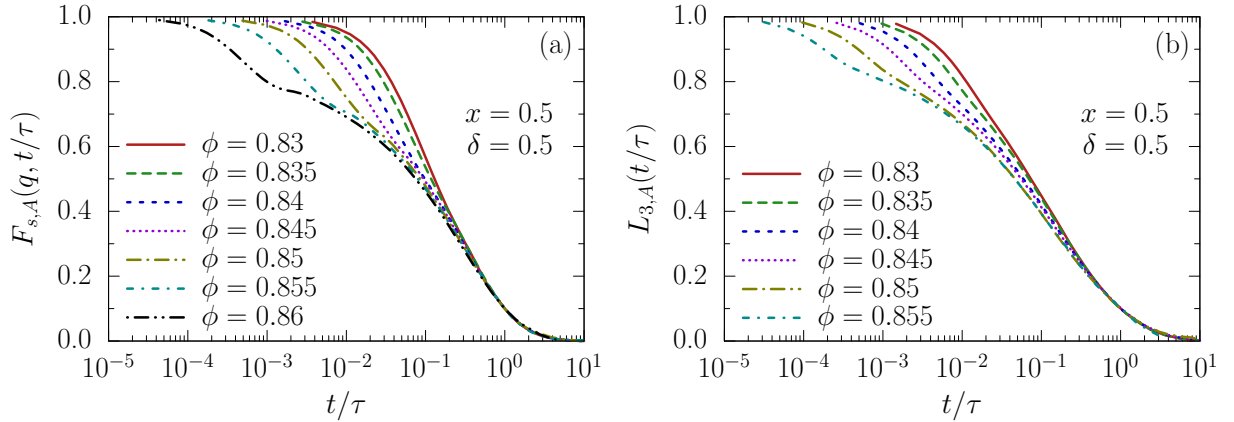 1.0
0.8
0.6
0.4
0.2
0.0
F_{s,A}(q, t/τ)
(a)
x = 0.5
δ = 0.5
ϕ = 0.83
ϕ = 0.835
ϕ = 0.84
ϕ = 0.845
ϕ = 0.85
ϕ = 0.855
ϕ = 0.86
10^{−5} 10^{−4} 10^{−3} 10^{−2} 10^{−1} 10^{0} 10^{1}
t/τ
1.0
0.8
0.6
0.4
0.2
0.0
L_{3,A}(t/τ)
(b)
x = 0.5
δ = 0.5
ϕ = 0.83
ϕ = 0.835
ϕ = 0.84
ϕ = 0.845
ϕ = 0.85
ϕ = 0.855
10^{−5} 10^{−4} 10^{−3} 10^{−2} 10^{−1} 10^{0} 10^{1}
t/τ